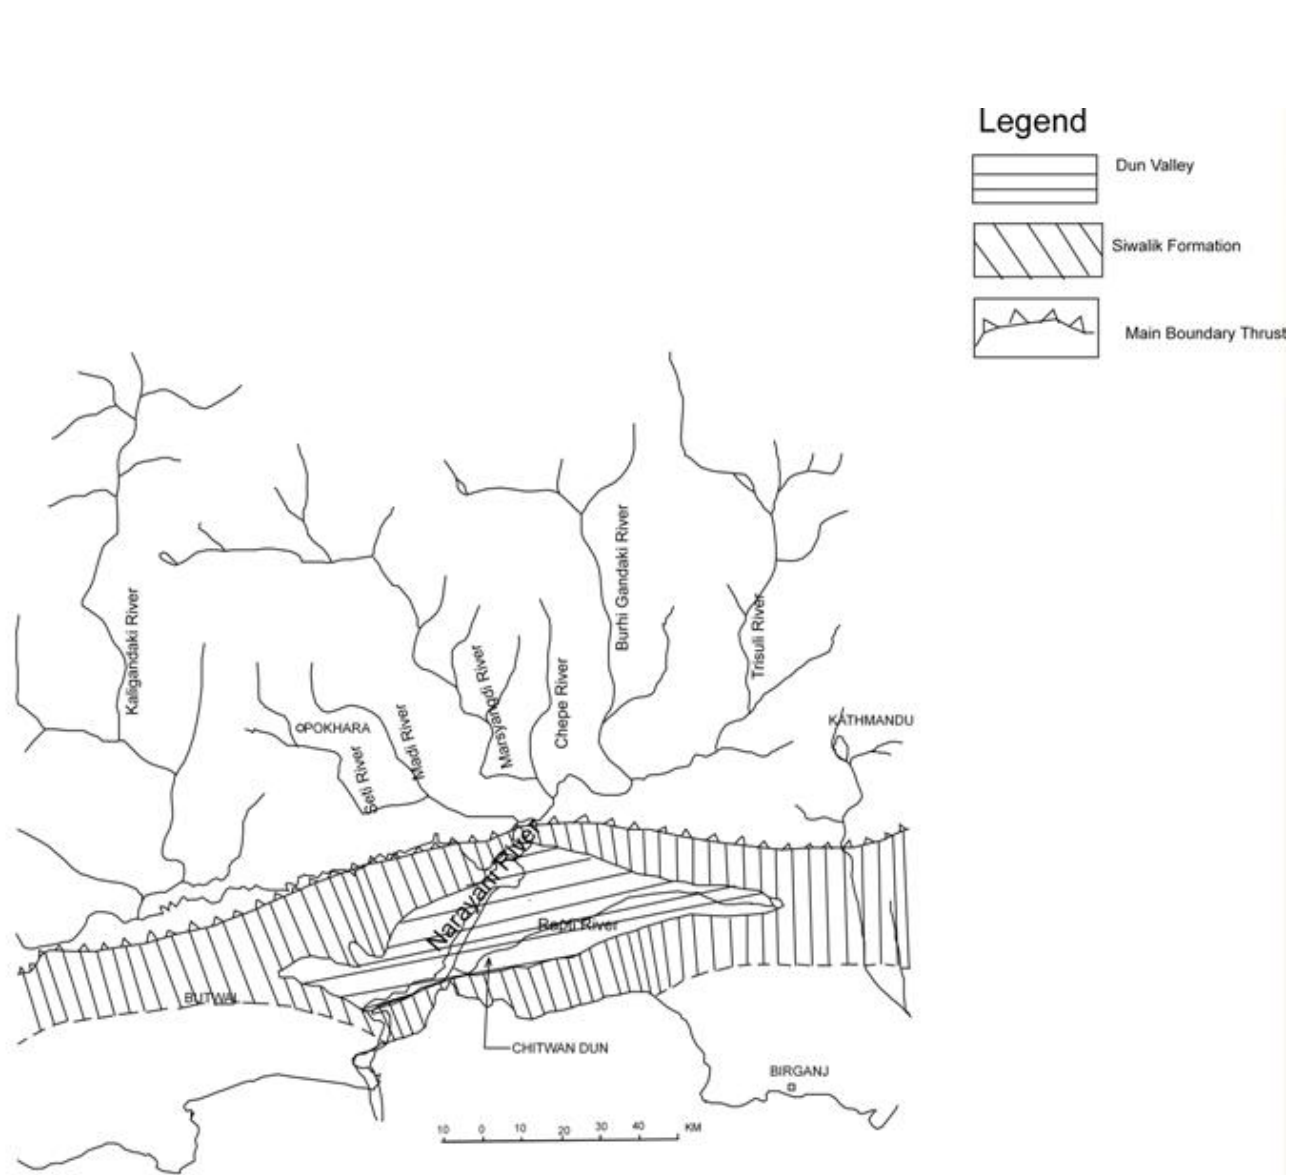 Legend
Dun Valley
Siwalik Formation
Main Boundary Thrust
Kaligandaki River
Burhi Gandaki River
Trisuli River
Marsyangdi River
Chepe River
POKHARA
Madi River
Seti River
KATHMANDU
Narayani River
Rapti River
BUTWAL
CHITWAN DUN
BIRGANJ
10 0 10 20 30 40 KM